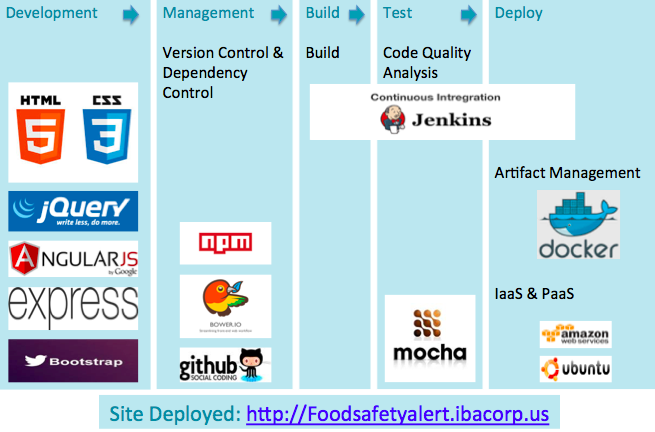 Development
Management
Build
Test
Deploy
Version Control &
Dependency
Control
Build
Code Quality
Analysis
Continuous Intregration
Jenkins
HTML
5
CSS
3
jQuery
write less, do more.
ANGULARJS
by Google
express
Bootstrap
npm
BOWER.IO
github
SOCIAL CODING
mocha
Artifact Management
docker
IaaS & PaaS
amazon
web services
ubuntu
Site Deployed: http://Foodsafetyalert.ibacorp.us